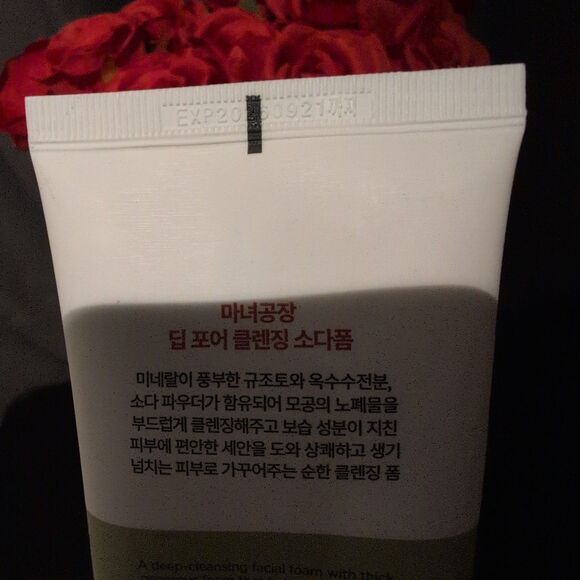 마녀공장
딥 포어 클렌징 소다폼
미네랄이 풍부한 규조토와 옥수수전분,
소다 파우더가 함유되어 모공의 노폐물을
부드럽게 클렌징해주고 보습 성분이 지친
피부에 편안한 세안을 도와 상쾌하고 생기
넘치는 피부로 가꾸어주는 순한 클렌징 폼
A deep-cleansing facial foam with